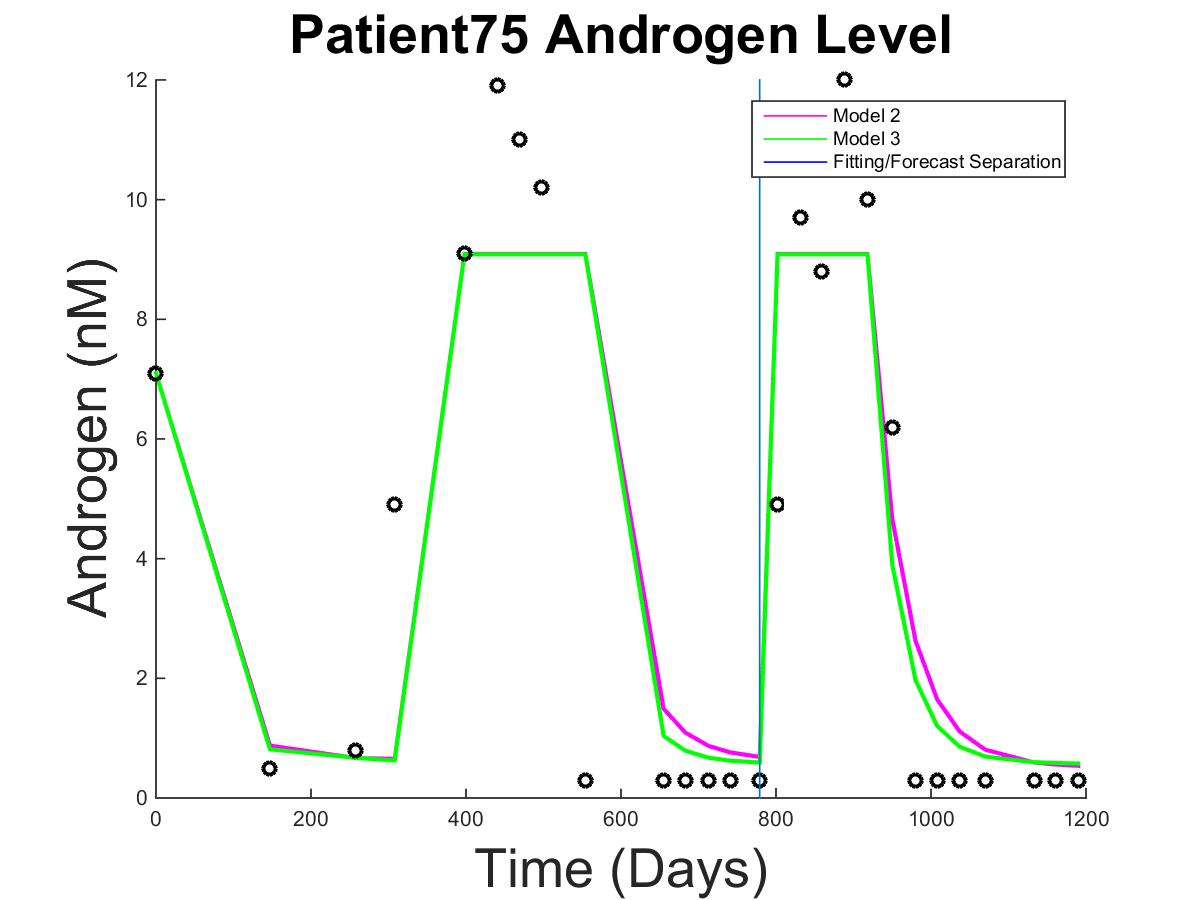 Patient75 Androgen Level
Androgen (nM)
12
10
8
6
4
2
0
Model 2
Model 3
Fitting/Forecast Separation
0 200 400 600 800 1000 1200
Time (Days)